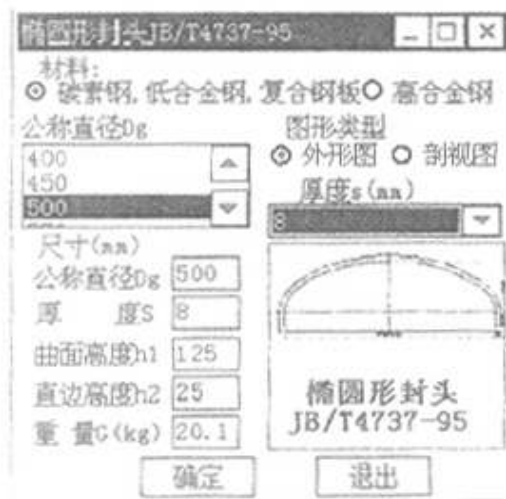 椭圆形封头JB/T4737-95
材料:
碳素钢,低合金钢,复合钢板 高合金钢
公称直径Dg 图形类型
400
450
500
外形图 剖视图
厚度s(mm)
8
尺寸(mm)
公称直径Dg 500
厚 度S 8
曲面高度h1 125
直边高度h2 25
重 量G(kg) 20.1
椭圆形封头
JB/T4737-95
确定 退出